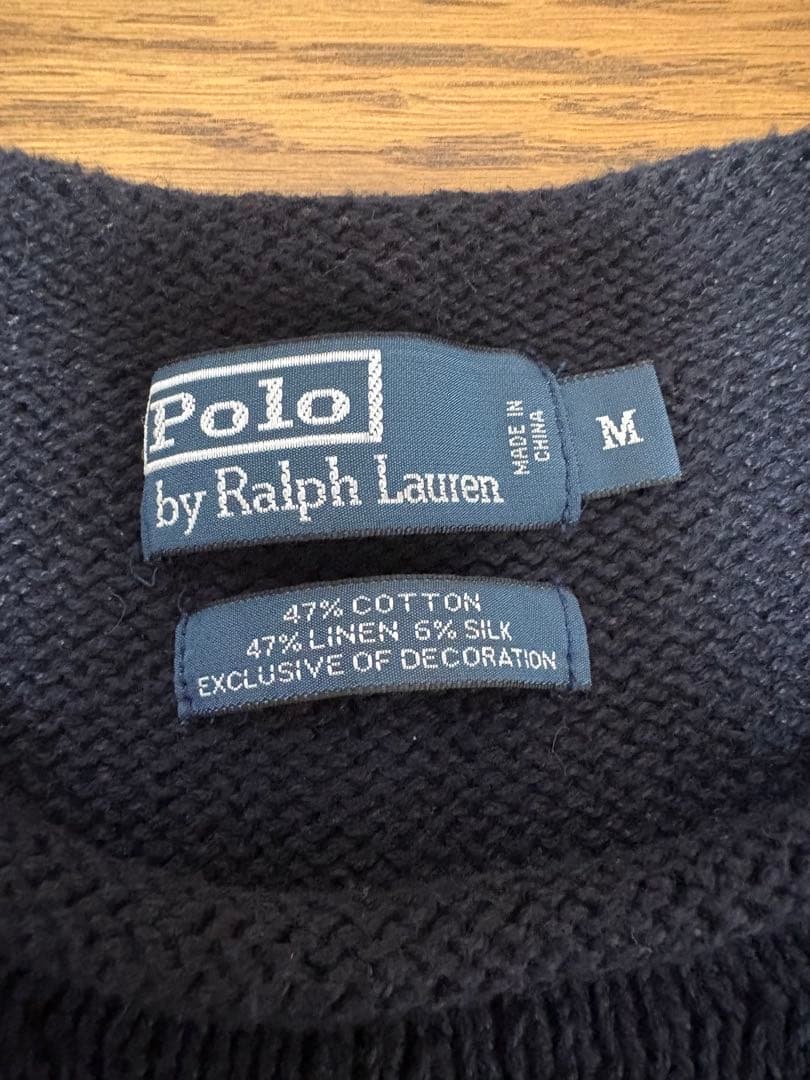 Polo
by Ralph Lauren
MADE IN
CHINA
M
47% COTTON
47% LINEN 6% SILK
EXCLUSIVE OF DECORATION